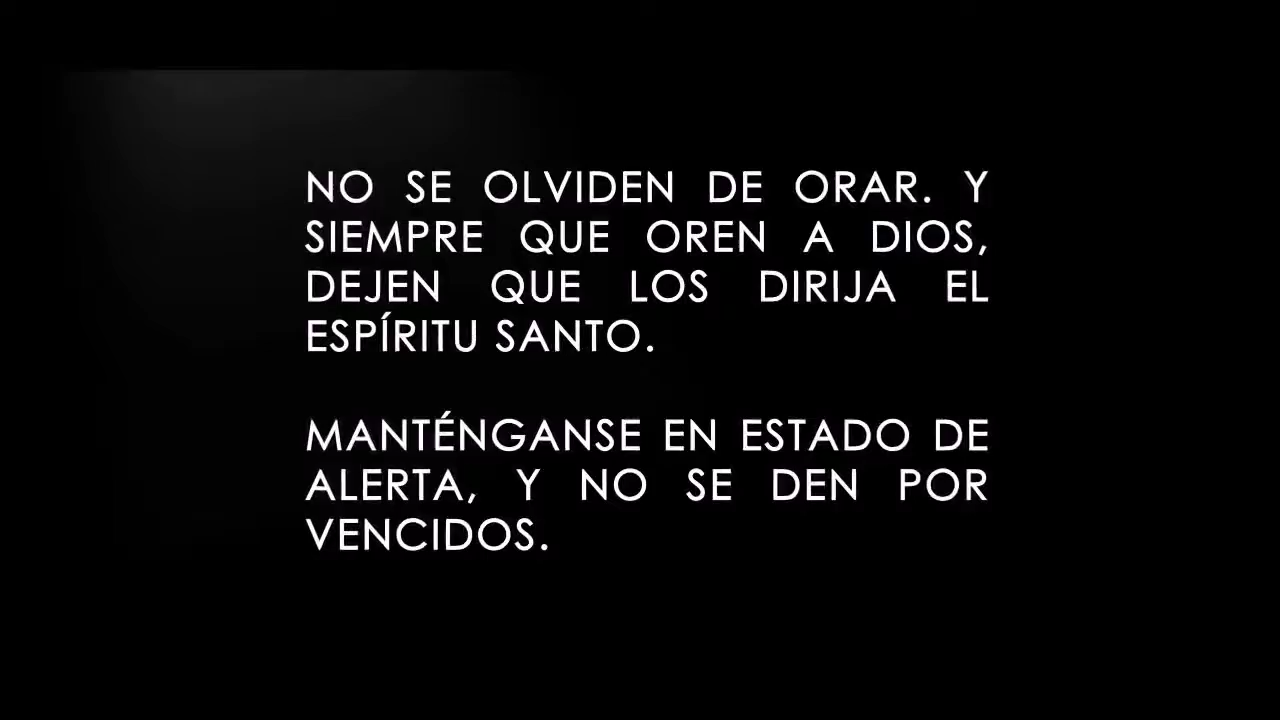 NO SE OLVIDEN DE ORAR. Y
SIEMPRE QUE OREN A DIOS,
DEJEN QUE LOS DIRIJA EL
ESPÍRITU SANTO.
MANTÉNGANSE EN ESTADO DE
ALERTA, Y NO SE DEN POR
VENCIDOS.